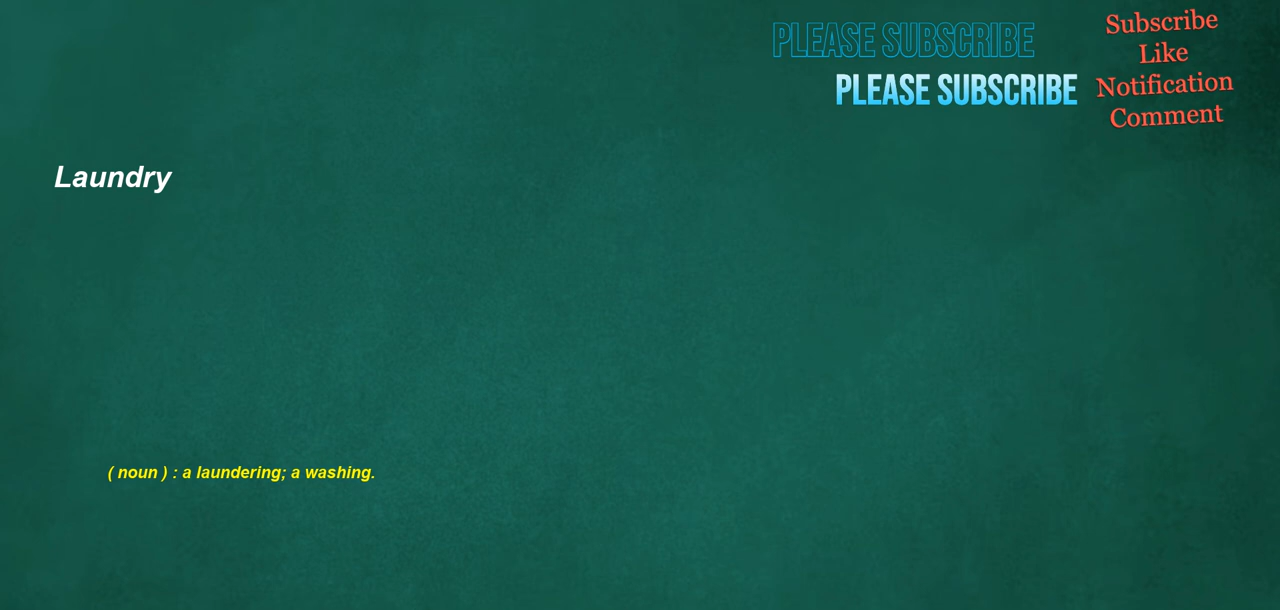 PLEASE SUBSCRIBE
PLEASE SUBSCRIBE
Subscribe
Like
Notification
Comment
Laundry
( noun ) : a laundering; a washing.